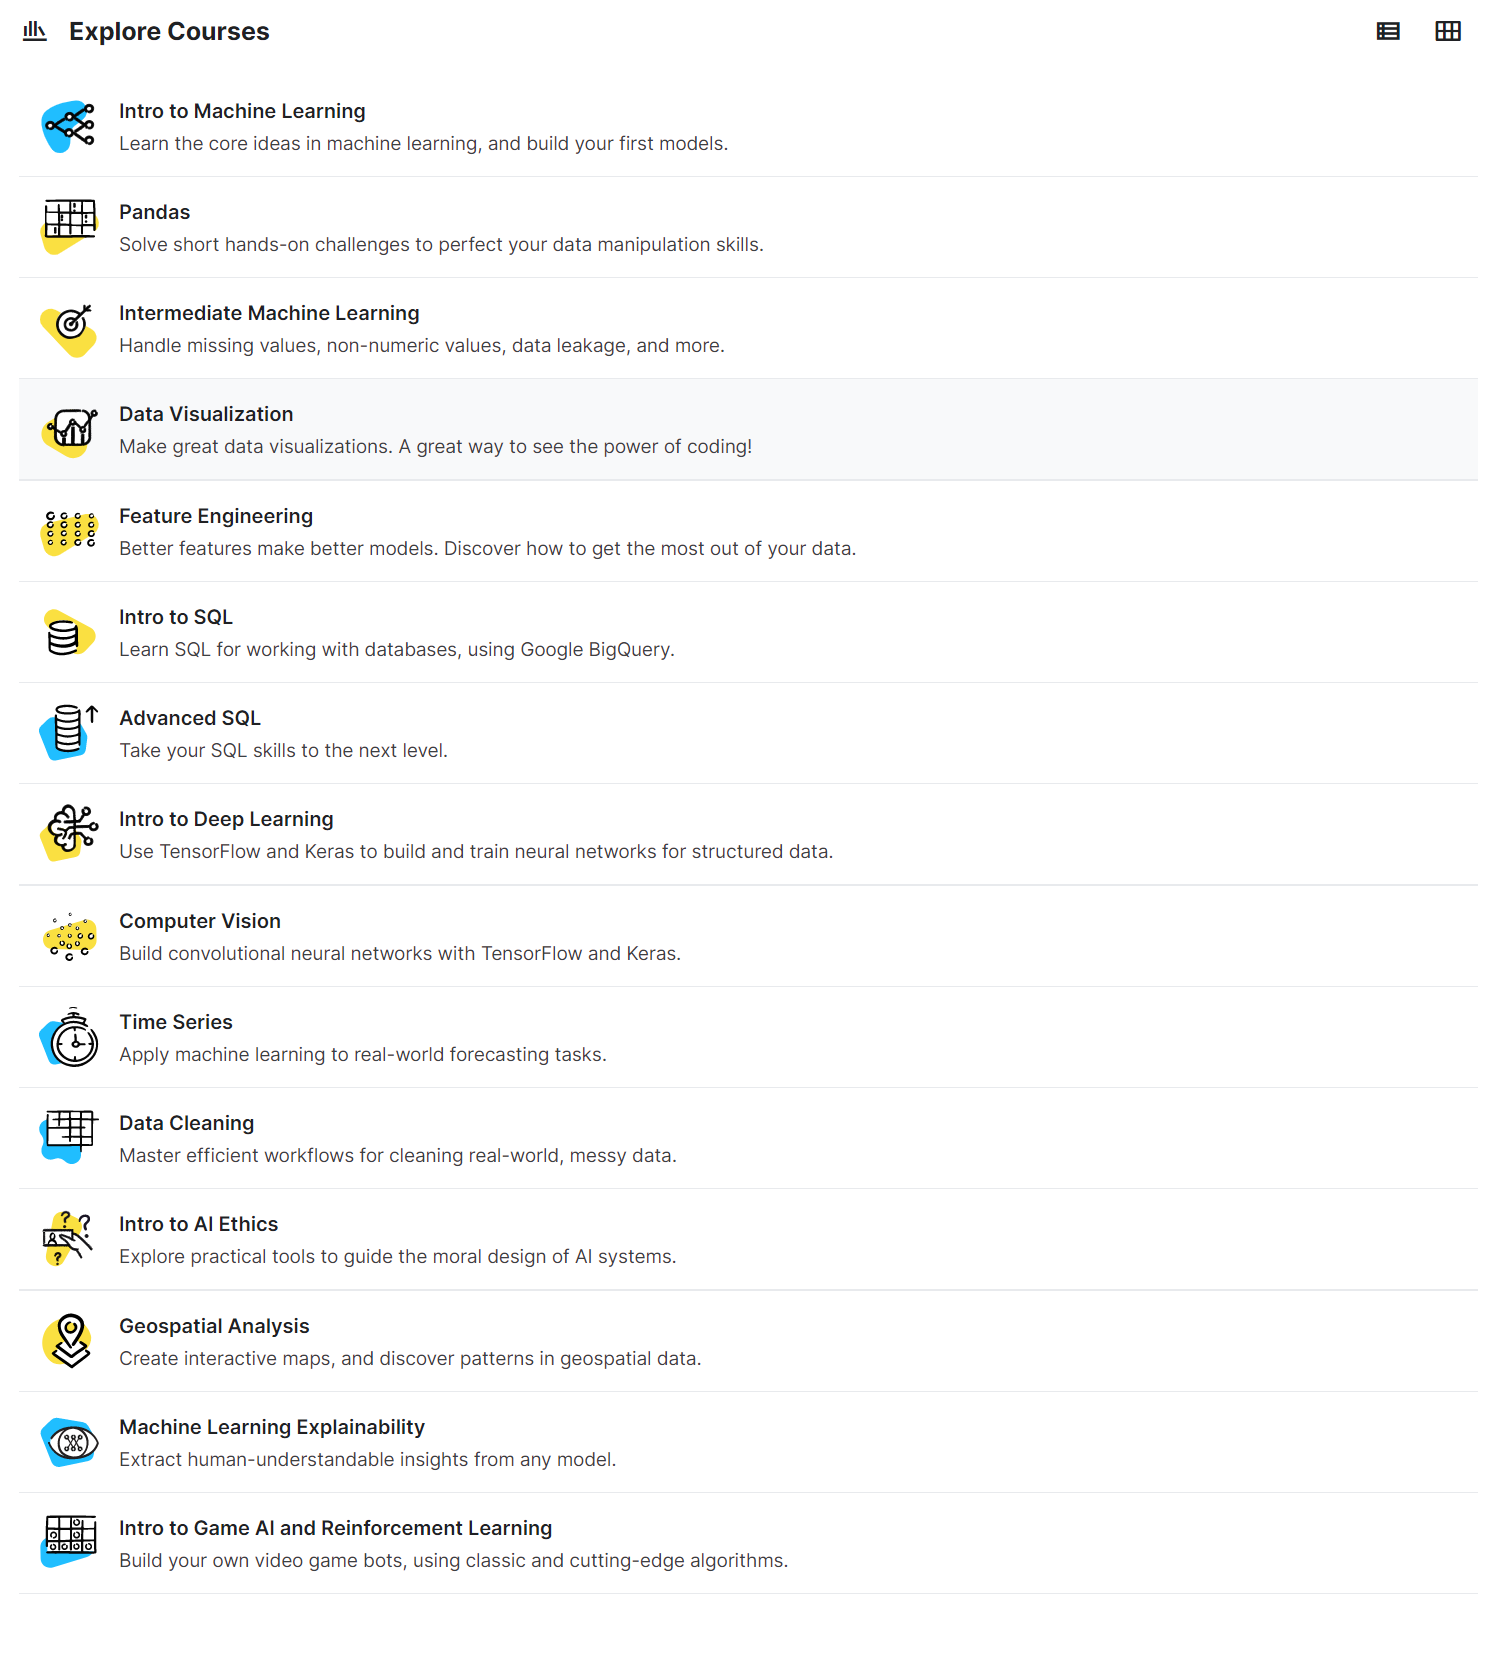 Explore Courses
Intro to Machine Learning
Learn the core ideas in machine learning, and build your first models.
Pandas
Solve short hands-on challenges to perfect your data manipulation skills.
Intermediate Machine Learning
Handle missing values, non-numeric values, data leakage, and more.
Data Visualization
Make great data visualizations. A great way to see the power of coding!
Feature Engineering
Better features make better models. Discover how to get the most out of your data.
Intro to SQL
Learn SQL for working with databases, using Google BigQuery.
Advanced SQL
Take your SQL skills to the next level.
Intro to Deep Learning
Use TensorFlow and Keras to build and train neural networks for structured data.
Computer Vision
Build convolutional neural networks with TensorFlow and Keras.
Time Series
Apply machine learning to real-world forecasting tasks.
Data Cleaning
Master efficient workflows for cleaning real-world, messy data.
Intro to AI Ethics
Explore practical tools to guide the moral design of AI systems.
Geospatial Analysis
Create interactive maps, and discover patterns in geospatial data.
Machine Learning Explainability
Extract human-understandable insights from any model.
Intro to Game AI and Reinforcement Learning
Build your own video game bots, using classic and cutting-edge algorithms.